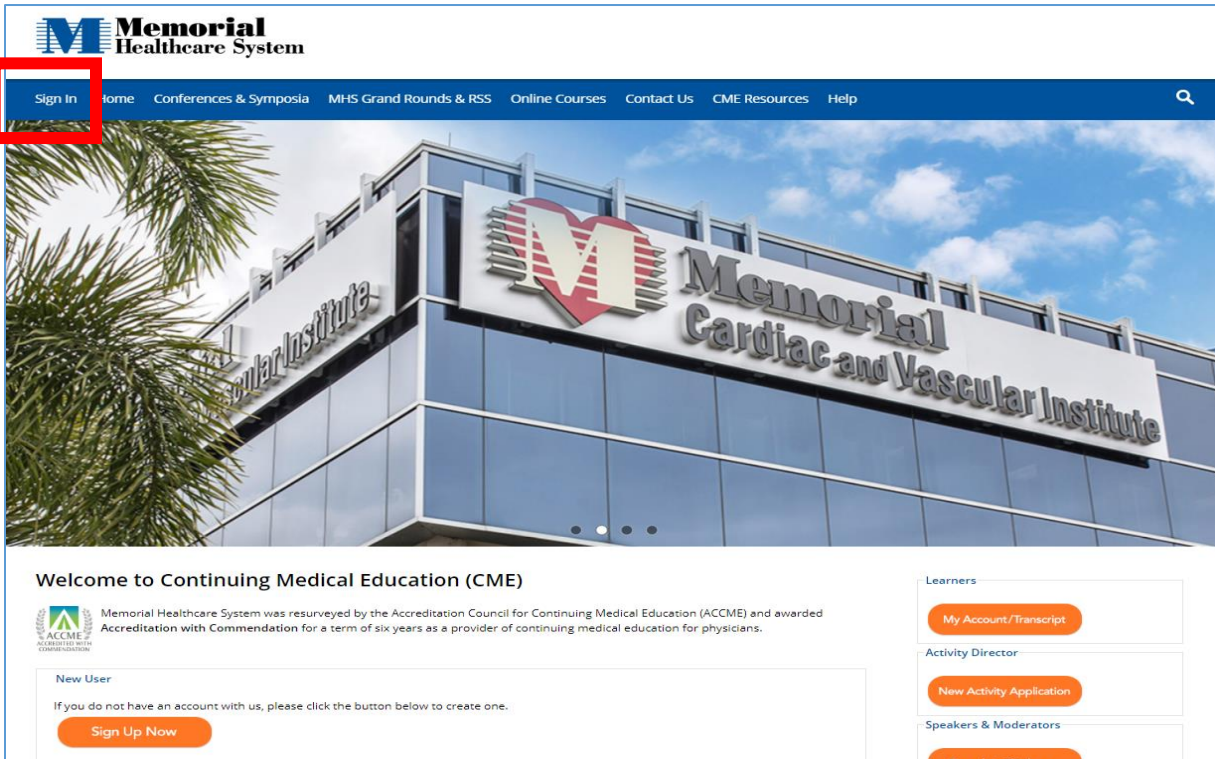 M Memorial
Healthcare System
Sign In Home Conferences & Symposia MHS Grand Rounds & RSS Online Courses Contact Us CME Resources Help
M Memorial
Cardiac and Vascular Institute
Institute
Welcome to Continuing Medical Education (CME)
Memorial Healthcare System was resurveyed by the Accreditation Council for Continuing Medical Education (ACCME) and awarded
Accreditation with Commendation for a term of six years as a provider of continuing medical education for physicians.
ACCME
ACCREDITED WITH
COMMENDATION
New User
If you do not have an account with us, please click the button below to create one.
Sign Up Now
Learners
My Account/Transcript
Activity Director
New Activity Application
Speakers & Moderators